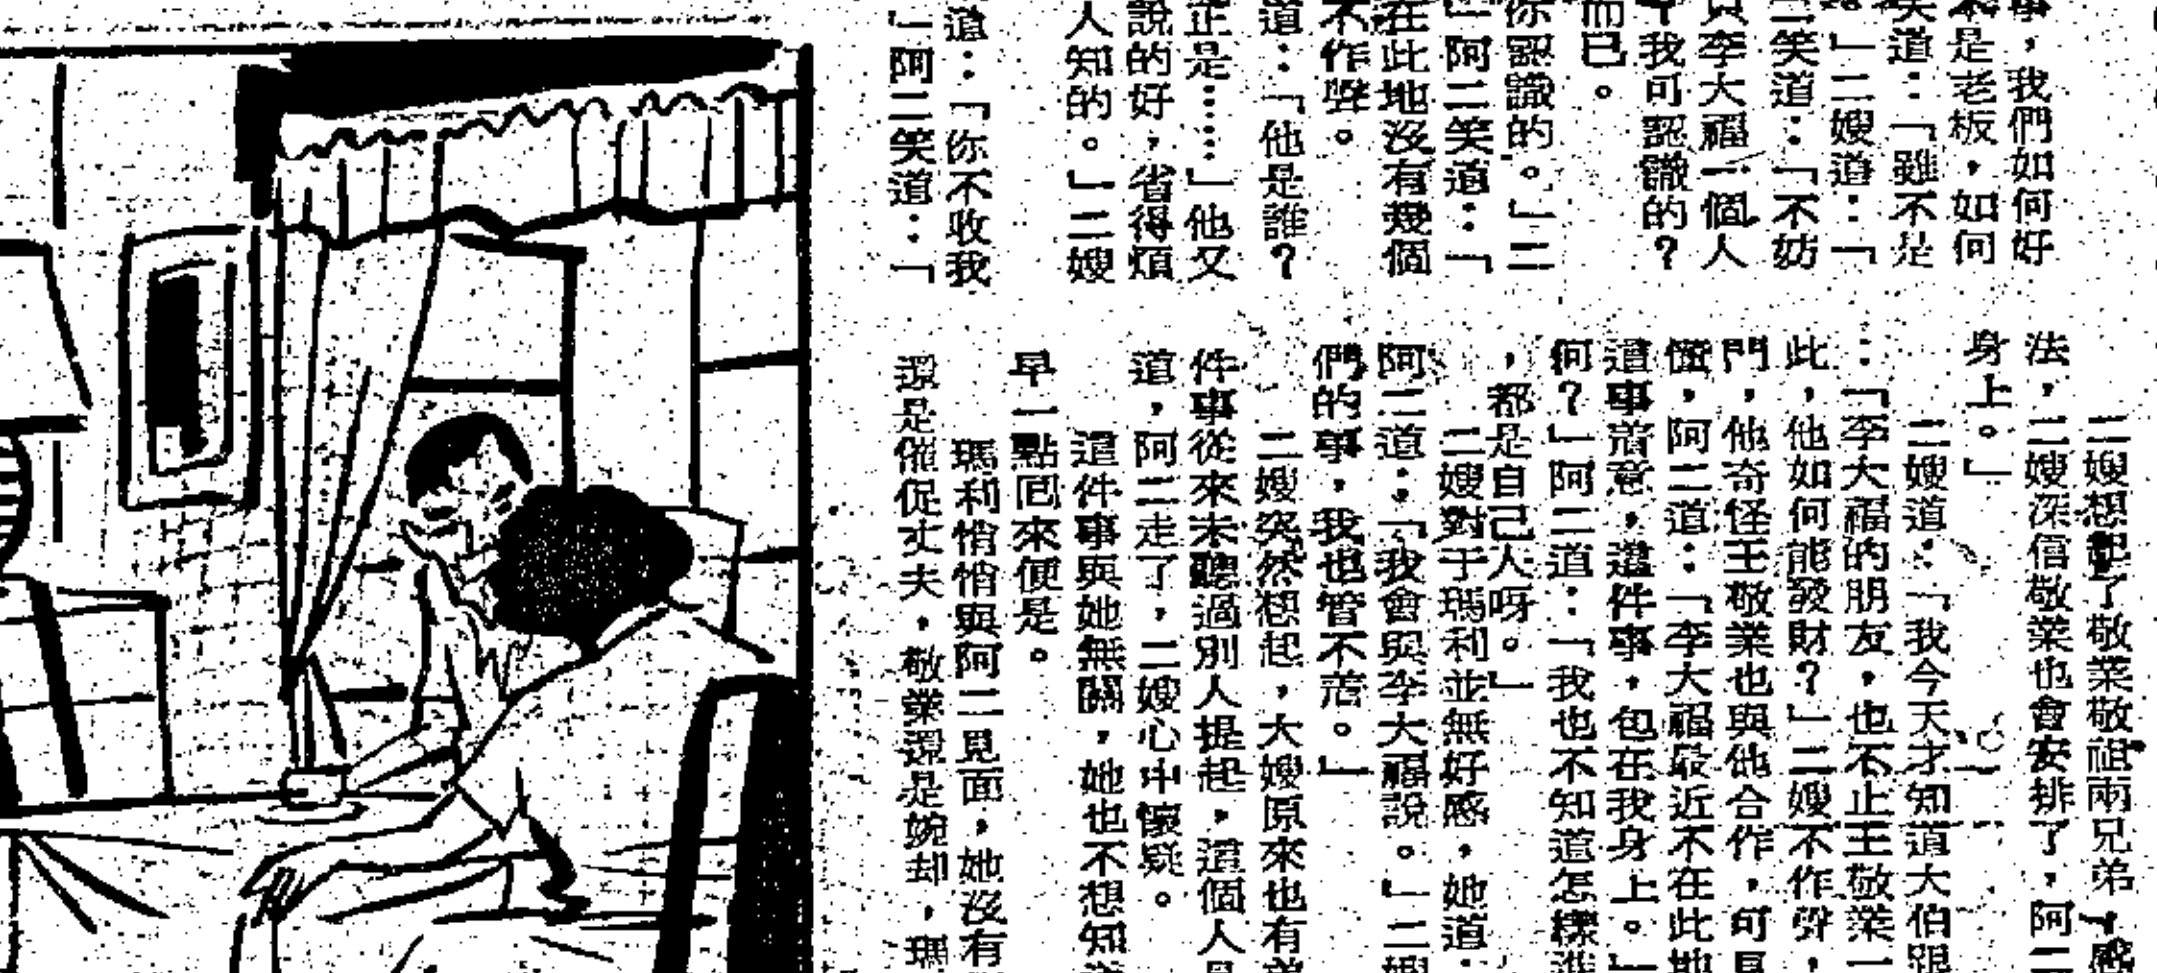 事，我們如何好
不是老板，如何
笑道：「雖不是
。」二嫂道：「
二笑道：「不妨
李大福一個人
我可認識的？
而已。
你認識的。」二
」阿二笑道：「
在此地沒有幾個
不作聲。
道：「他是誰？
正是……」他又
說的好，省得煩
人知的。」二嫂
道：「你不收我
」阿二笑道：「
二嫂想起了敬業敬祖兩兄弟，感
法，二嫂深信敬業也會安排了，阿二
身上。」
二嫂道：「我今天才知道大伯跟
：「李大福的朋友，也不止王敬業一
此，他如何能發財？」二嫂不作聲，
門，他奇怪王敬業也與他合作，可見
，阿二道：「李大福最近不在此地
這事着意，這件事，包在我身上。」
何？」阿二道：「我也不知道怎樣
，都是自己人呀。」
二嫂對于瑪利並無好感，她道：
阿二道：「我會與李大福說。」二嫂
們的事，我也管不着。」
二嫂突然想起，大嫂原來也有
件事從來未聽過別人提起，這個人
道，阿二走了，二嫂心中懷疑。
這件事與她無關，她也不想知
早一點回來便是。
瑪利悄悄與阿二見面，她沒有
還是催促丈夫，敬業還是婉却，瑪